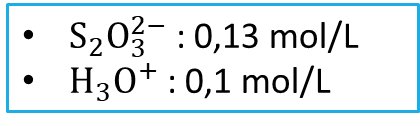 • S₂O₃²⁻ : 0,13 mol/L
• H₃O⁺ : 0,1 mol/L